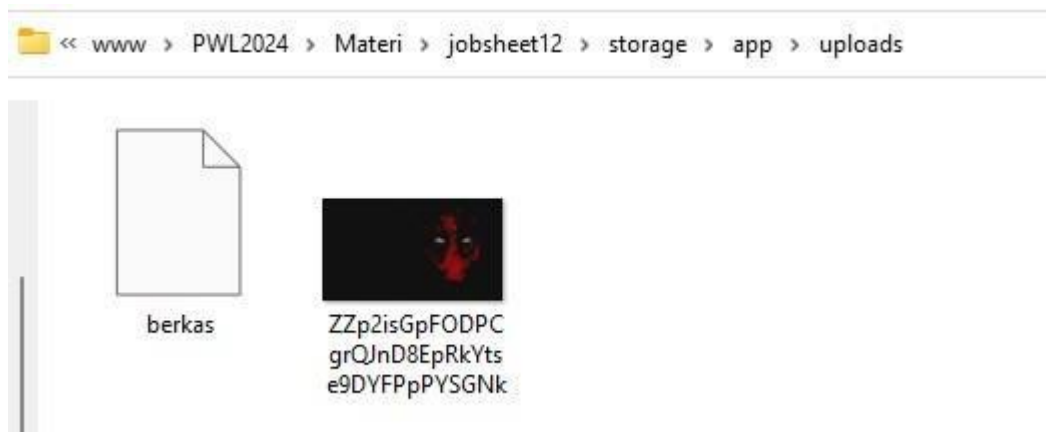 « www > PWL2024 > Materi > jobsheet12 > storage > app > uploads
berkas
ZZp2isGpFODPC
grQJnD8EpRkYts
e9DYFPpPYSGNk